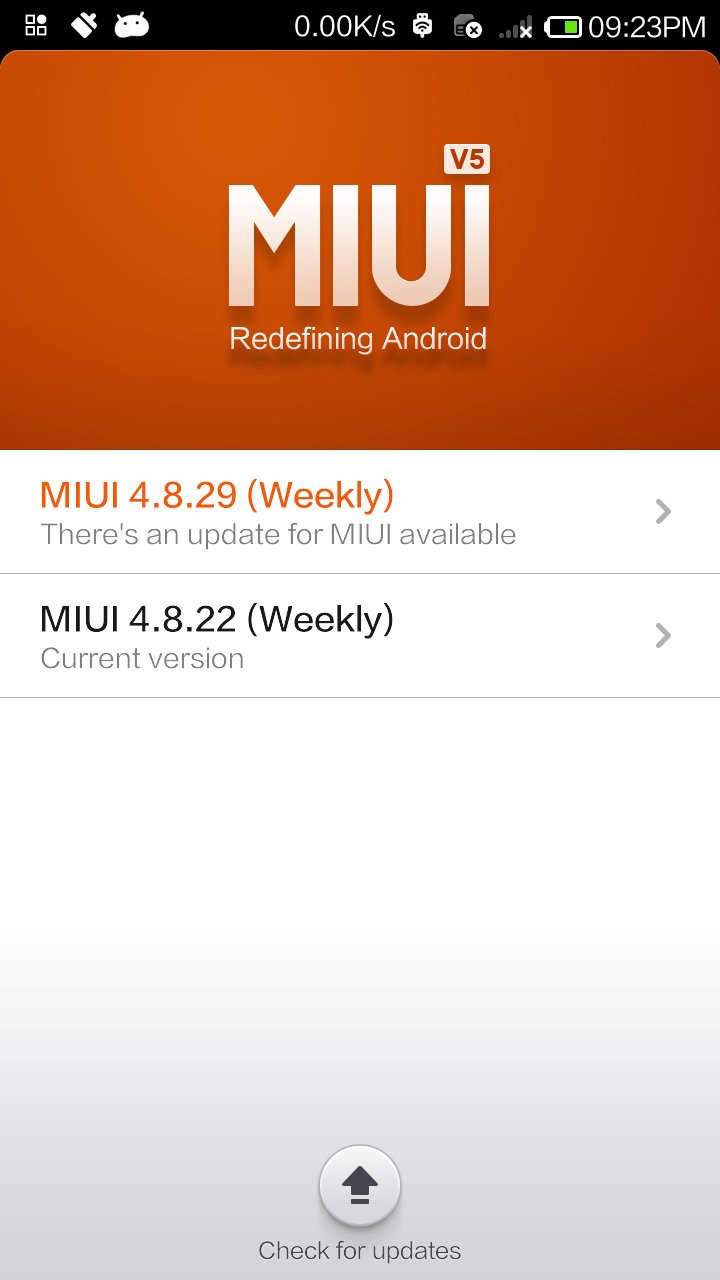 0.00K/s 09:23PM
V5
MIUI
Redefining Android
MIUI 4.8.29 (Weekly)
There's an update for MIUI available
MIUI 4.8.22 (Weekly)
Current version
Check for updates